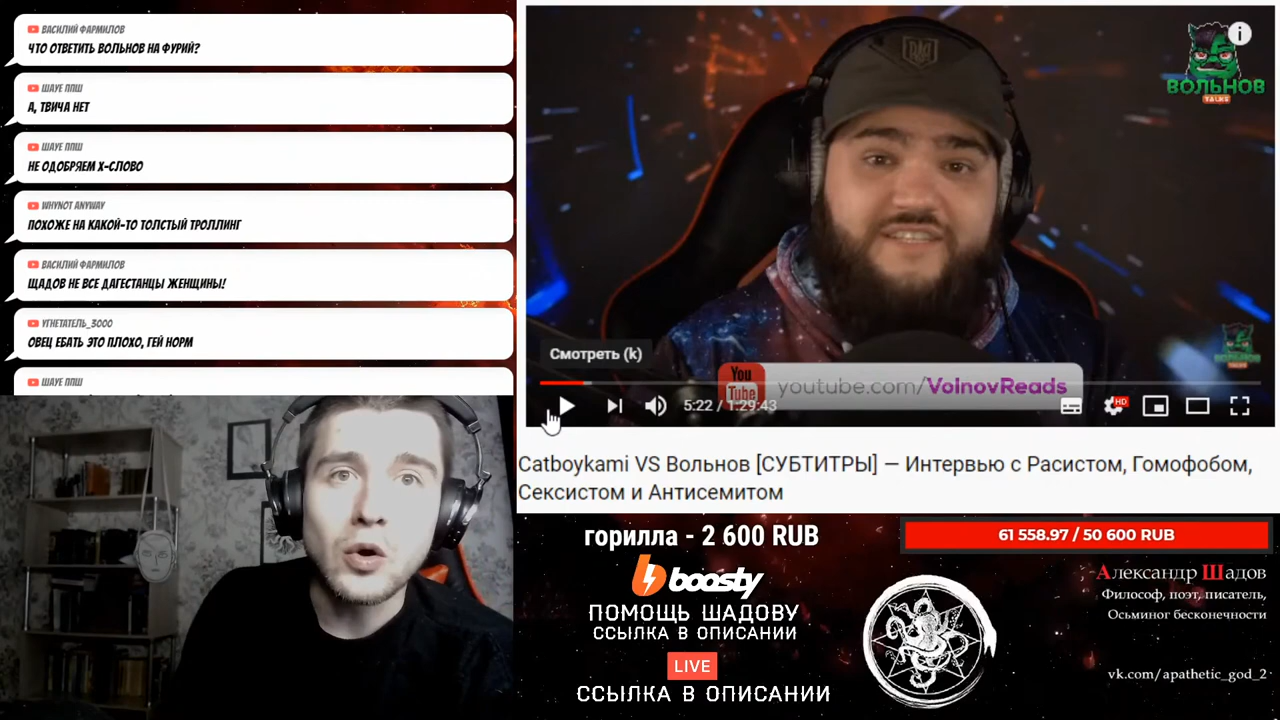 ВАСИЛИЙ ФАРМИЛОВ
ЧТО ОТВЕТИТЬ ВОЛЬНОВ НА ФУРИЙ?
ШАУЕ ППШ
А, ТВИЧА НЕТ
ШАУЕ ППШ
НЕ ОДОБРЯЕМ Х-СЛОВО
WHYNOT ANYWAY
ПОХОЖЕ НА КАКОЙ-ТО ТОЛСТЫЙ ТРОЛЛИНГ
ВАСИЛИЙ ФАРМИЛОВ
ЩАДОВ НЕ ВСЕ ДАГЕСТАНЦЫ ЖЕНЩИНЫ!
УГНЕТАТЕЛЬ_3000
ОВЕЦ ЕБАТЬ ЭТО ПЛОХО, ГЕЙ НОРМ
ШАУЕ ППШ
ВОЛЬНОВ
TALKS
Смотреть (k)
You
Tube
youtube.com/VolnovReads
5:22 / 1:29:43
HD
Catboykami VS Вольнов [СУБТИТРЫ] — Интервью с Расистом, Гомофобом,
Сексистом и Антисемитом
горилла - 2 600 RUB
61 558.97 / 50 600 RUB
boosty
ПОМОЩЬ ШАДОВУ
ССЫЛКА В ОПИСАНИИ
LIVE
ССЫЛКА В ОПИСАНИИ
Александр Шадов
Философ, поэт, писатель,
Осьминог бесконечности
vk.com/apathetic_god_2